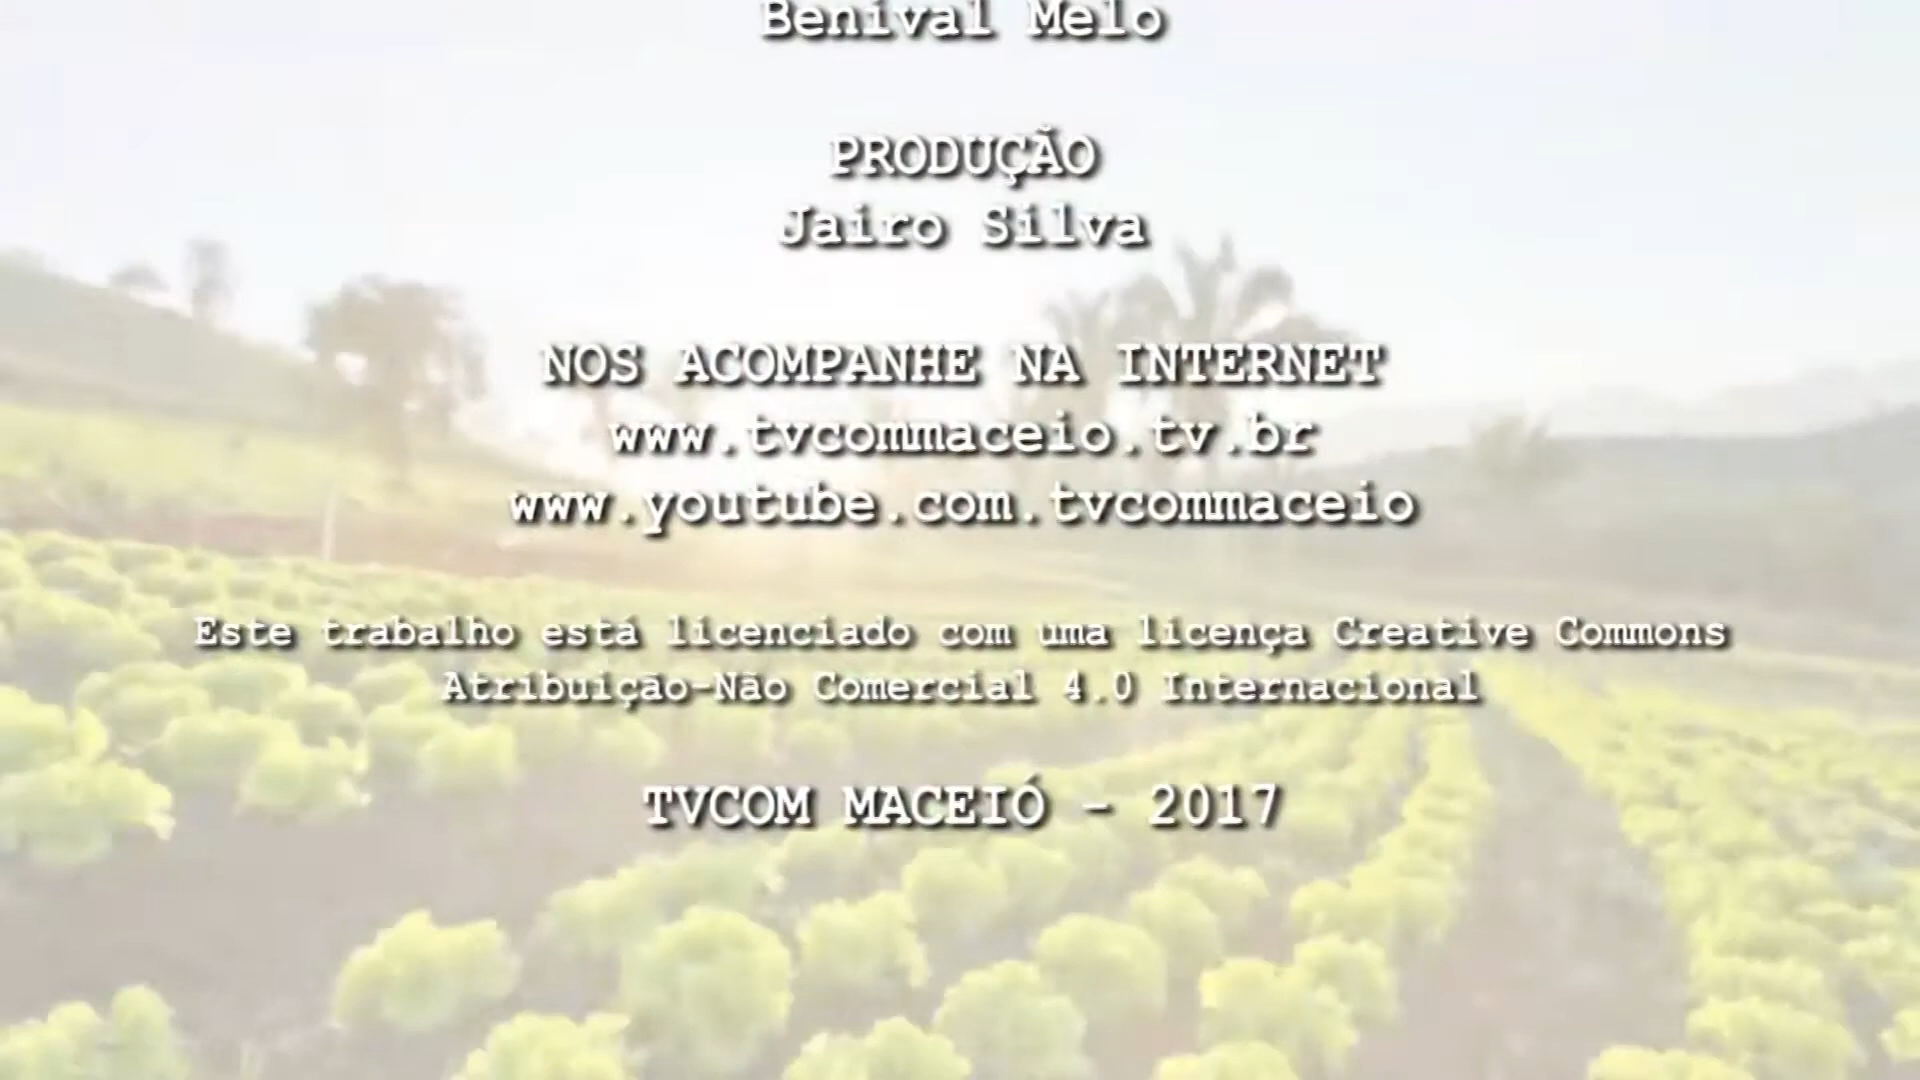 Benival Melo
PRODUÇÃO
Jairo Silva
NOS ACOMPANHE NA INTERNET
www.tvcommaceio.tv.br
www.youtube.com.tvcommaceio
Este trabalho está licenciado com uma licença Creative Commons
Atribuição-Não Comercial 4.0 Internacional
TVCOM MACEIÓ - 2017